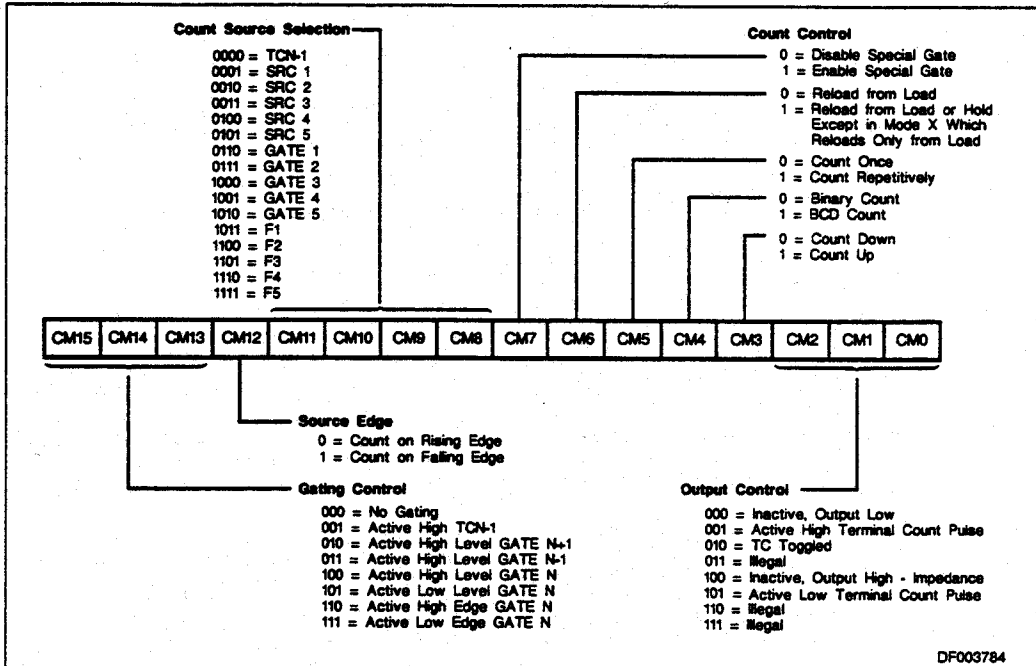 Count Source Selection
0000 = TCN-1
0001 = SRC 1
0010 = SRC 2
0011 = SRC 3
0100 = SRC 4
0101 = SRC 5
0110 = GATE 1
0111 = GATE 2
1000 = GATE 3
1001 = GATE 4
1010 = GATE 5
1011 = F1
1100 = F2
1101 = F3
1110 = F4
1111 = F5
Count Control
0 = Disable Special Gate
1 = Enable Special Gate
0 = Reload from Load
1 = Reload from Load or Hold
Except in Mode X Which
Reloads Only from Load
0 = Count Once
1 = Count Repetitively
0 = Binary Count
1 = BCD Count
0 = Count Down
1 = Count Up
CM15 CM14 CM13 CM12 CM11 CM10 CM9 CM8 CM7 CM6 CM5 CM4 CM3 CM2 CM1 CM0
Source Edge
0 = Count on Rising Edge
1 = Count on Falling Edge
Gating Control
000 = No Gating
001 = Active High TCN-1
010 = Active High Level GATE N+1
011 = Active High Level GATE N-1
100 = Active High Level GATE N
101 = Active Low Level GATE N
110 = Active High Edge GATE N
111 = Active Low Edge GATE N
Output Control
000 = Inactive, Output Low
001 = Active High Terminal Count Pulse
010 = TC Toggled
011 = Illegal
100 = Inactive, Output High - Impedance
101 = Active Low Terminal Count Pulse
110 = Illegal
111 = Illegal
DF003784